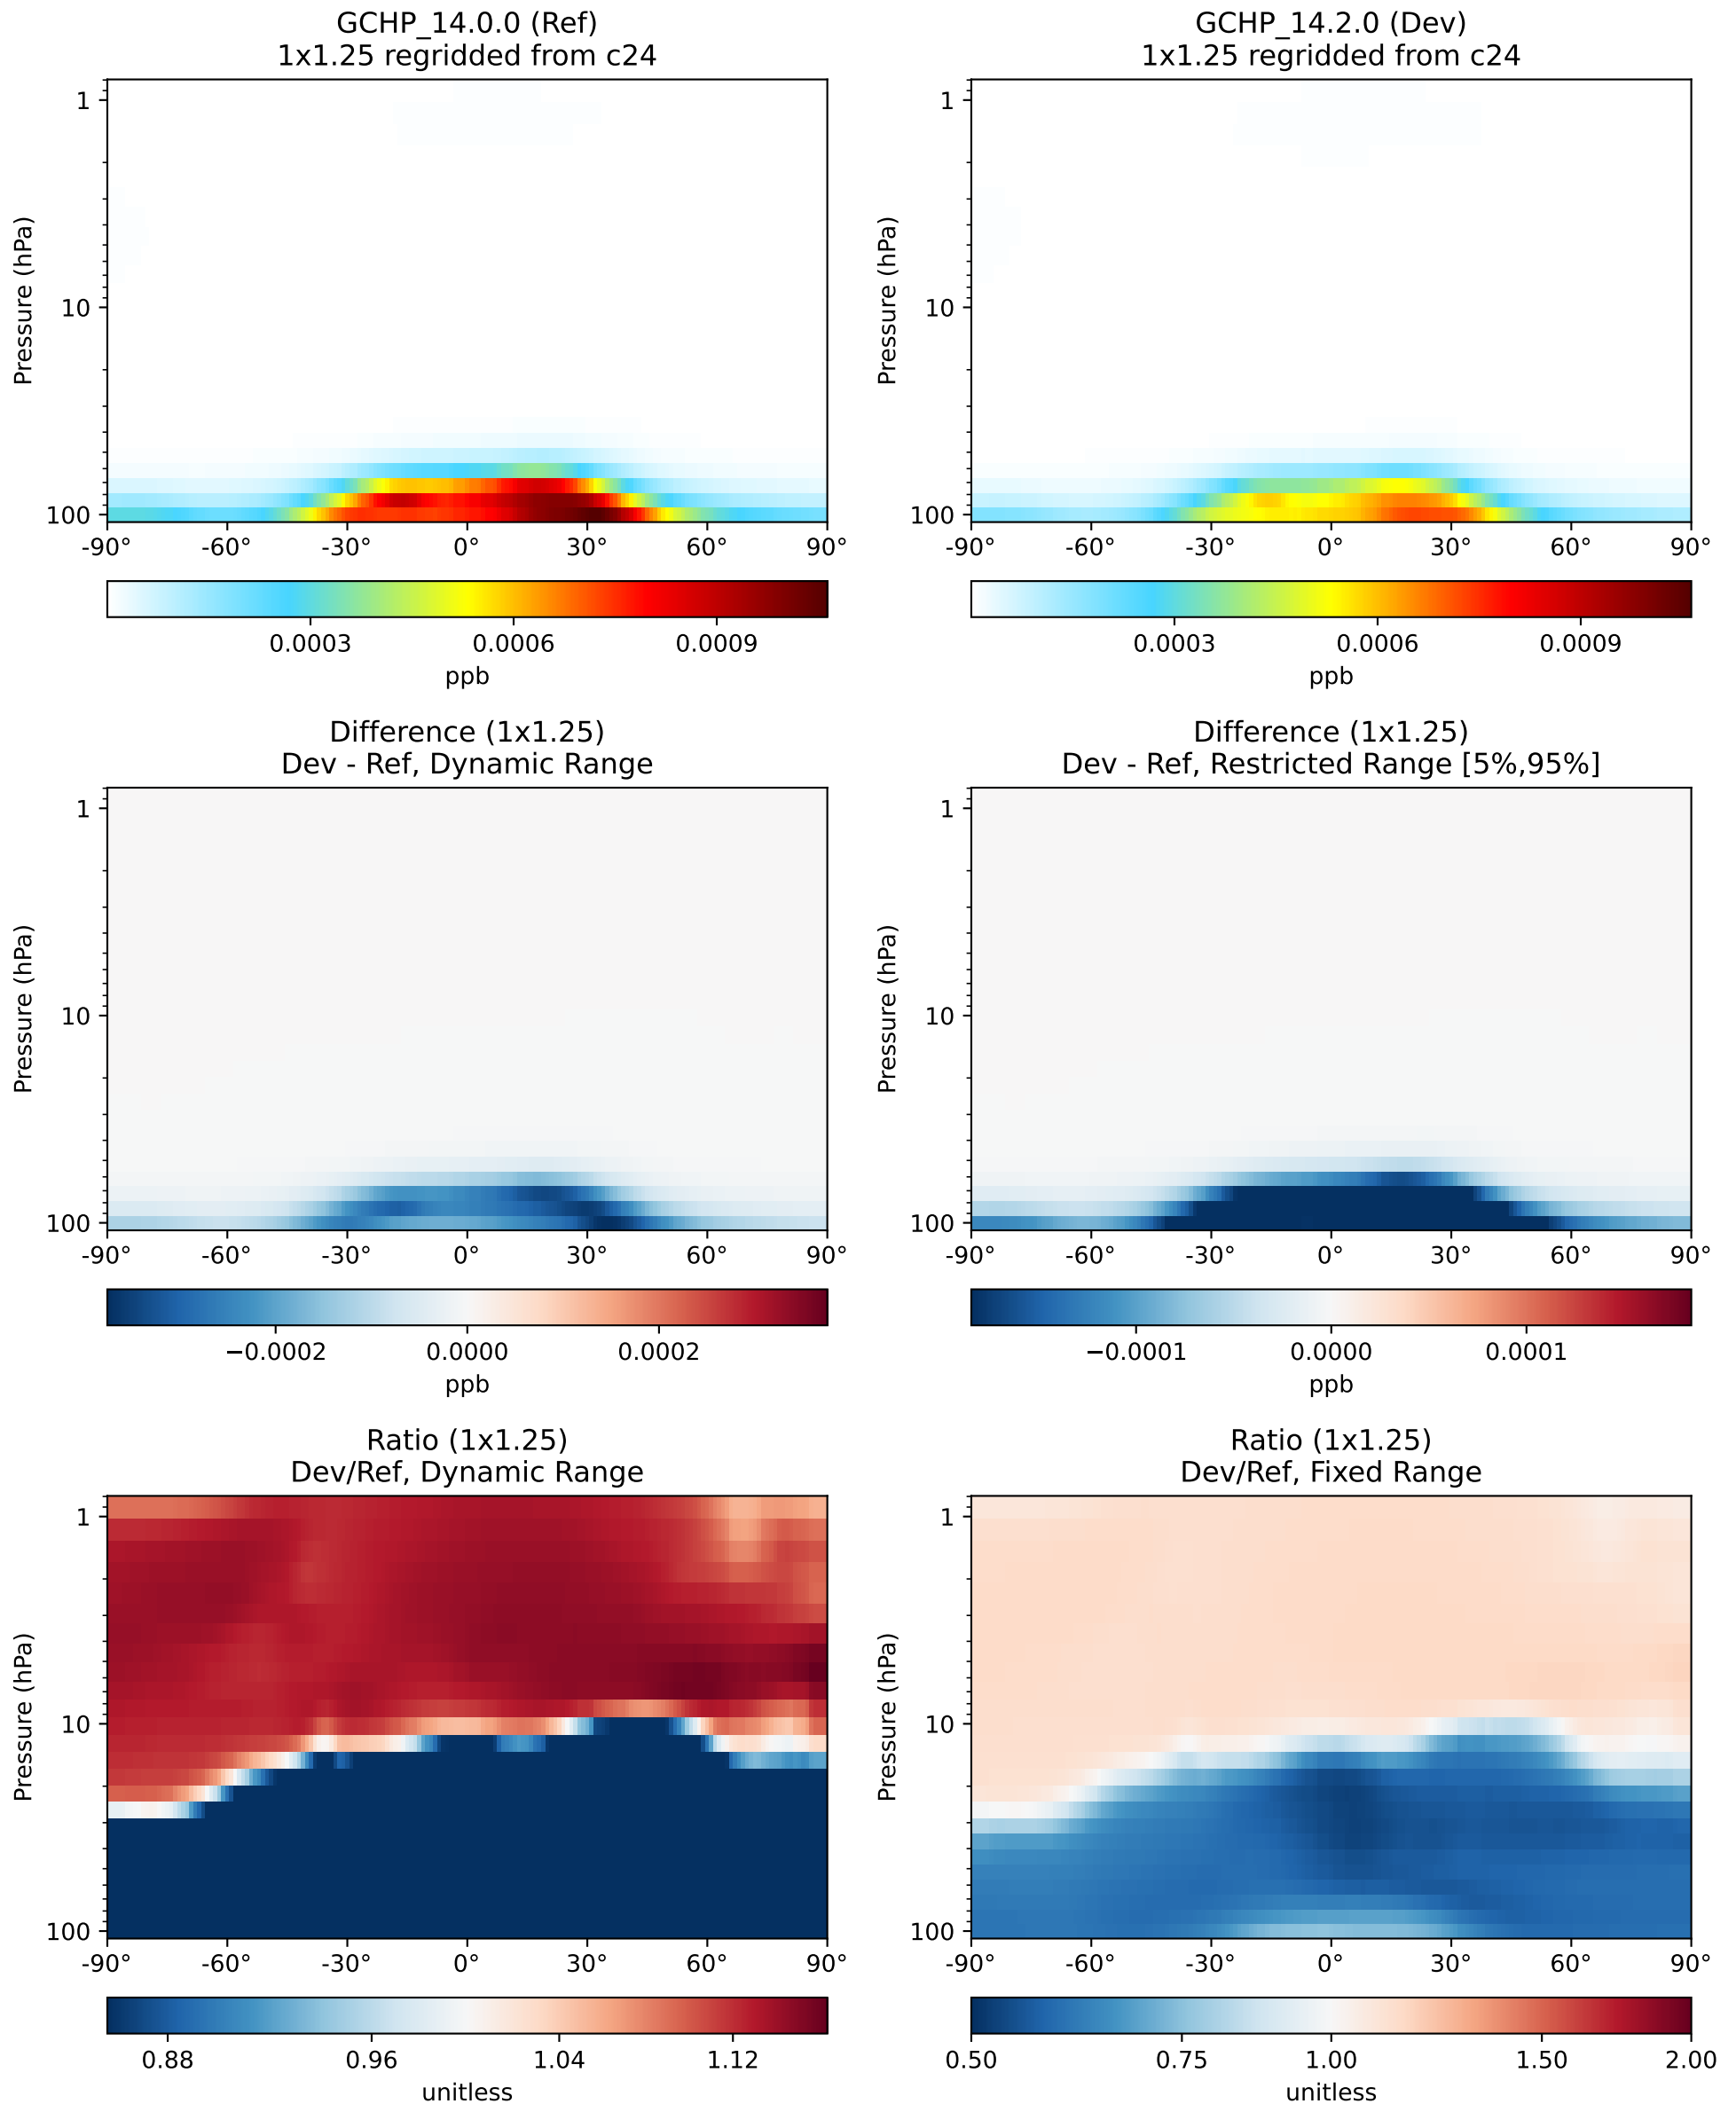 GCHP_14.0.0 (Ref)
1x1.25 regridded from c24
Pressure (hPa)
1
10
100
-90° -60° -30° 0° 30° 60° 90°
0.0003 0.0006 0.0009
ppb
GCHP_14.2.0 (Dev)
1x1.25 regridded from c24
Pressure (hPa)
1
10
100
-90° -60° -30° 0° 30° 60° 90°
0.0003 0.0006 0.0009
ppb
Difference (1x1.25)
Dev - Ref, Dynamic Range
Pressure (hPa)
1
10
100
-90° -60° -30° 0° 30° 60° 90°
−0.0002 0.0000 0.0002
ppb
Difference (1x1.25)
Dev - Ref, Restricted Range [5%,95%]
Pressure (hPa)
1
10
100
-90° -60° -30° 0° 30° 60° 90°
−0.0001 0.0000 0.0001
ppb
Ratio (1x1.25)
Dev/Ref, Dynamic Range
Pressure (hPa)
1
10
100
-90° -60° -30° 0° 30° 60° 90°
0.88 0.96 1.04 1.12
unitless
Ratio (1x1.25)
Dev/Ref, Fixed Range
Pressure (hPa)
1
10
100
-90° -60° -30° 0° 30° 60° 90°
0.50 0.75 1.00 1.50 2.00
unitless